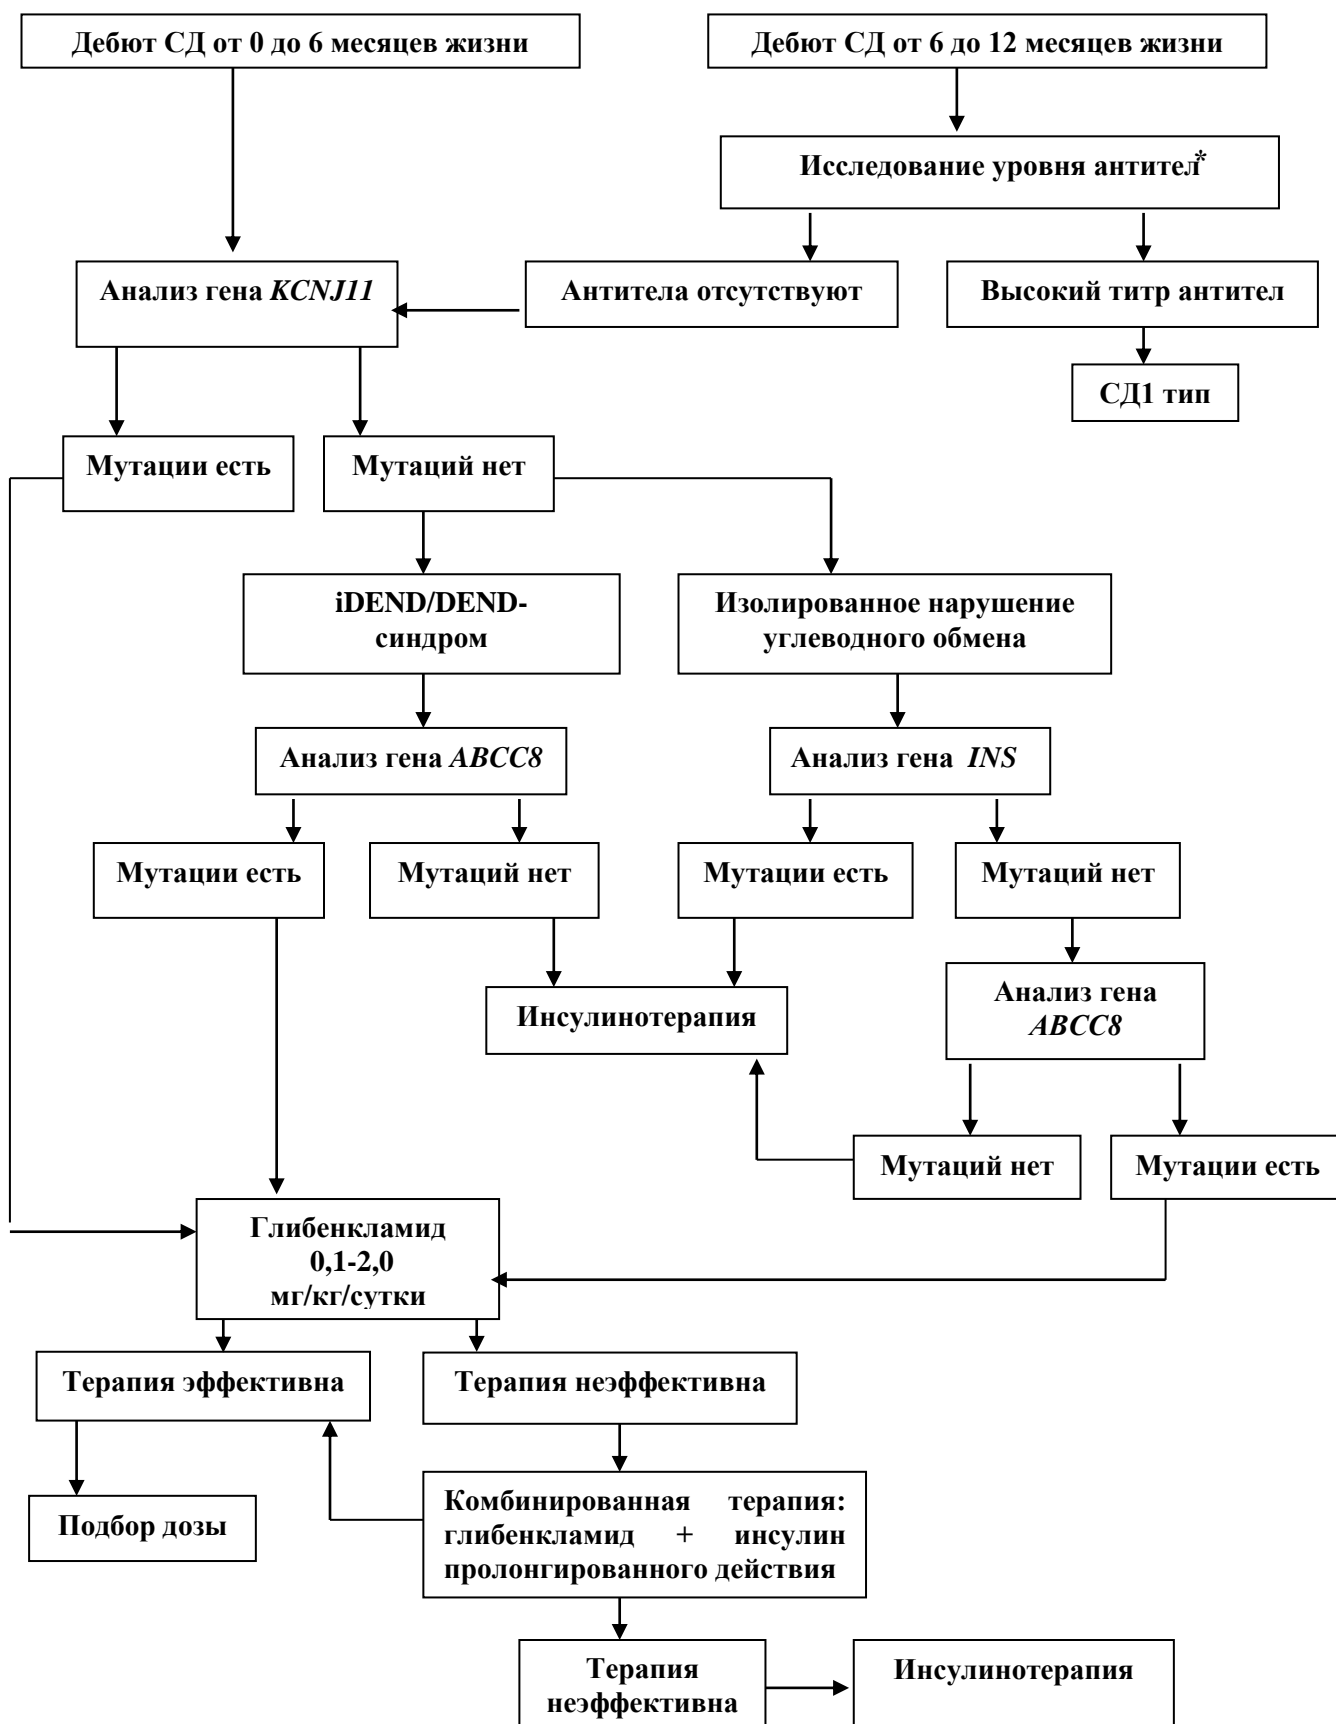 Дебют СД от 0 до 6 месяцев жизни
Дебют СД от 6 до 12 месяцев жизни
Исследование уровня антител*
Анализ гена KCNJ11
Антитела отсутствуют
Высокий титр антител
СД1 тип
Мутации есть
Мутаций нет
iDEND/DEND-
синдром
Изолированное нарушение
углеводного обмена
Анализ гена ABCC8
Анализ гена INS
Мутации есть
Мутаций нет
Мутации есть
Мутаций нет
Инсулинотерапия
Анализ гена
ABCC8
Мутаций нет
Мутации есть
Глибенкламид
0,1-2,0
мг/кг/сутки
Терапия эффективна
Терапия неэффективна
Подбор дозы
Комбинированная терапия:
глибенкламид + инсулин
пролонгированного действия
Терапия
неэффективна
Инсулинотерапия